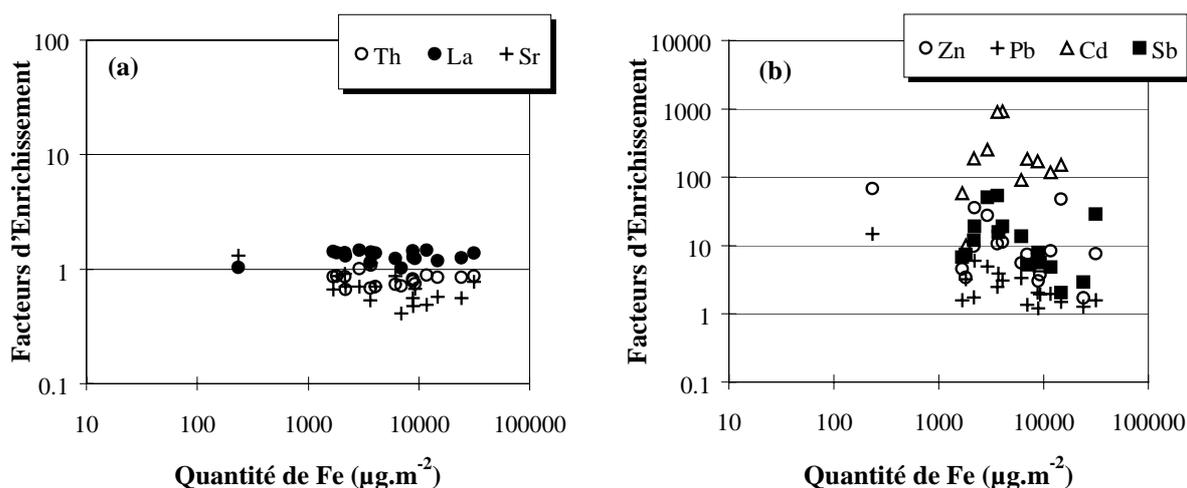 Th La Sr
(a)
Facteurs d'Enrichissement
100
10
1
0.1
10 100 1000 10000 100000
Quantité de Fe (µg.m-2)
Zn Pb Cd Sb
(b)
Facteurs d'Enrichissement
10000
1000
100
10
1
0.1
10 100 1000 10000 100000
Quantité de Fe (µg.m-2)